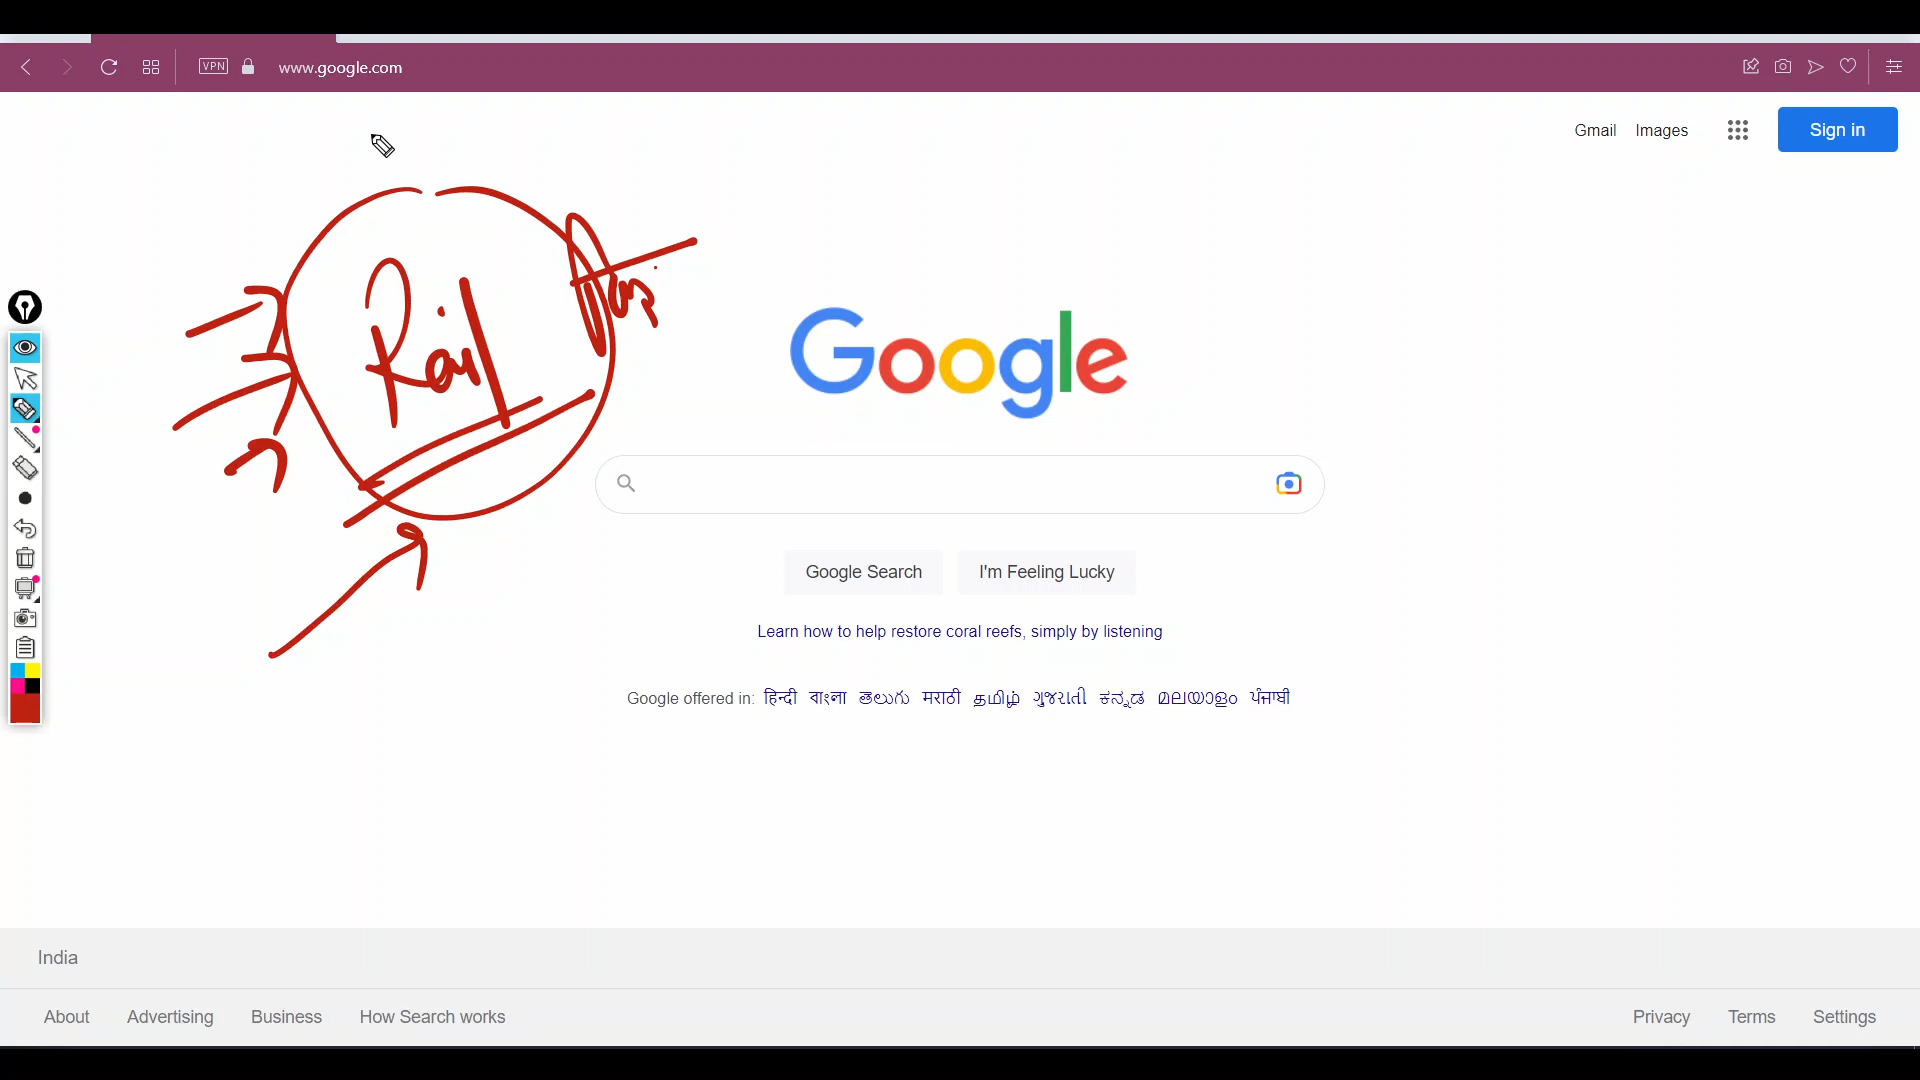 VPN www.google.com
Gmail Images Sign in
Rail
Google
Google Search I'm Feeling Lucky
Learn how to help restore coral reefs, simply by listening
Google offered in: हिन्दी বাংলা తెలుగు मराठी தமிழ் ગુજરાતી ಕನ್ನಡ മലയാളം ਪੰਜਾਬੀ
India
About Advertising Business How Search works Privacy Terms Settings